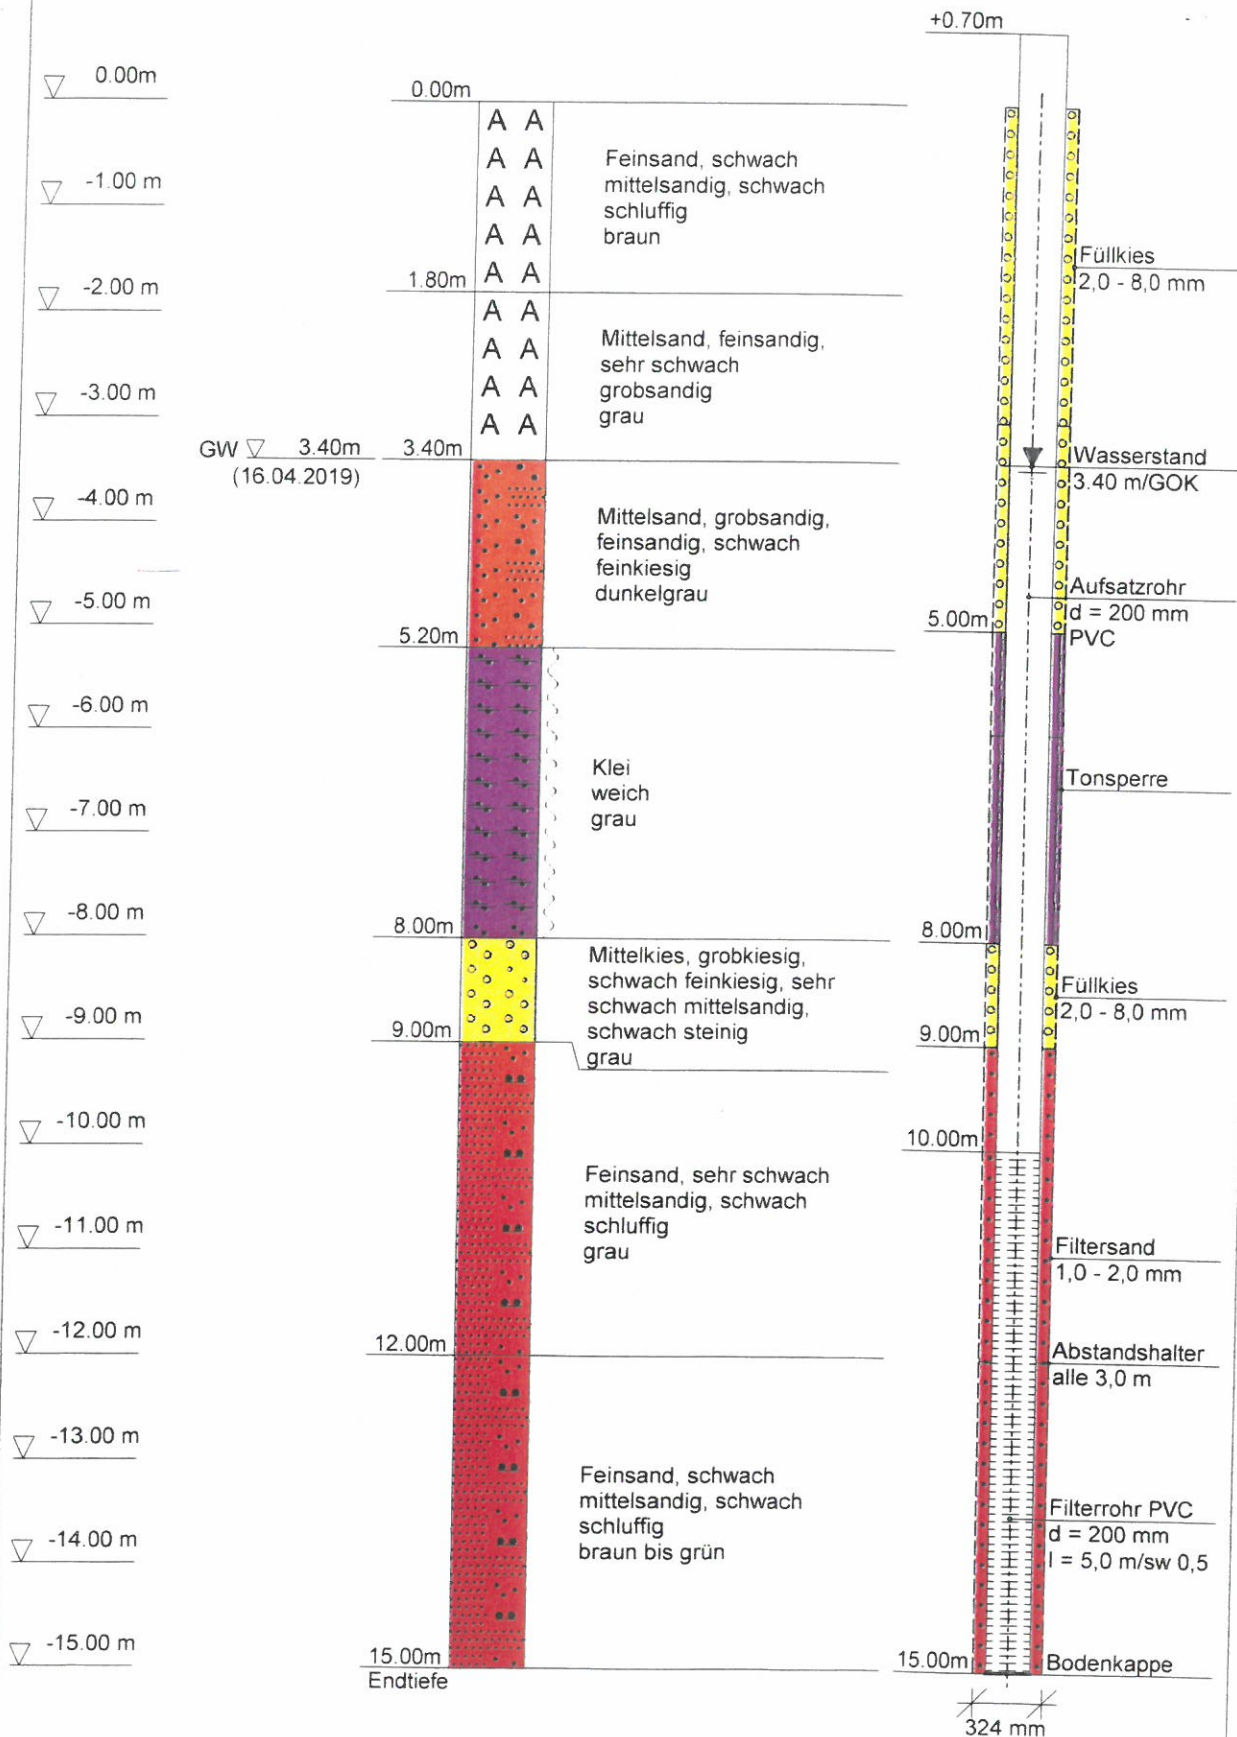 +0.70m
0.00m
-1.00 m
-2.00 m
-3.00 m
-4.00 m
-5.00 m
-6.00 m
-7.00 m
-8.00 m
-9.00 m
-10.00 m
-11.00 m
-12.00 m
-13.00 m
-14.00 m
-15.00 m
GW 3.40m
(16.04.2019)
0.00m
A A
A A
A A
A A
A A
A A
A A
A A
A A
Feinsand, schwach
mittelsandig, schwach
schluffig
braun
1.80m
Mittelsand, feinsandig,
sehr schwach
grobsandig
grau
3.40m
Mittelsand, grobsandig,
feinsandig, schwach
feinkiesig
dunkelgrau
5.20m
Klei
weich
grau
8.00m
Mittelkies, grobkiesig,
schwach feinkiesig, sehr
schwach mittelsandig,
schwach steinig
grau
9.00m
Feinsand, sehr schwach
mittelsandig, schwach
schluffig
grau
12.00m
Feinsand, schwach
mittelsandig, schwach
schluffig
braun bis grün
15.00m
Endtiefe
Füllkies
2,0 - 8,0 mm
Wasserstand
3.40 m/GOK
Aufsatzrohr
d = 200 mm
PVC
5.00m
Tonsperre
8.00m
Füllkies
2,0 - 8,0 mm
9.00m
10.00m
Filtersand
1,0 - 2,0 mm
Abstandshalter
alle 3,0 m
Filterrohr PVC
d = 200 mm
l = 5,0 m/sw 0,5
15.00m
Bodenkappe
324 mm